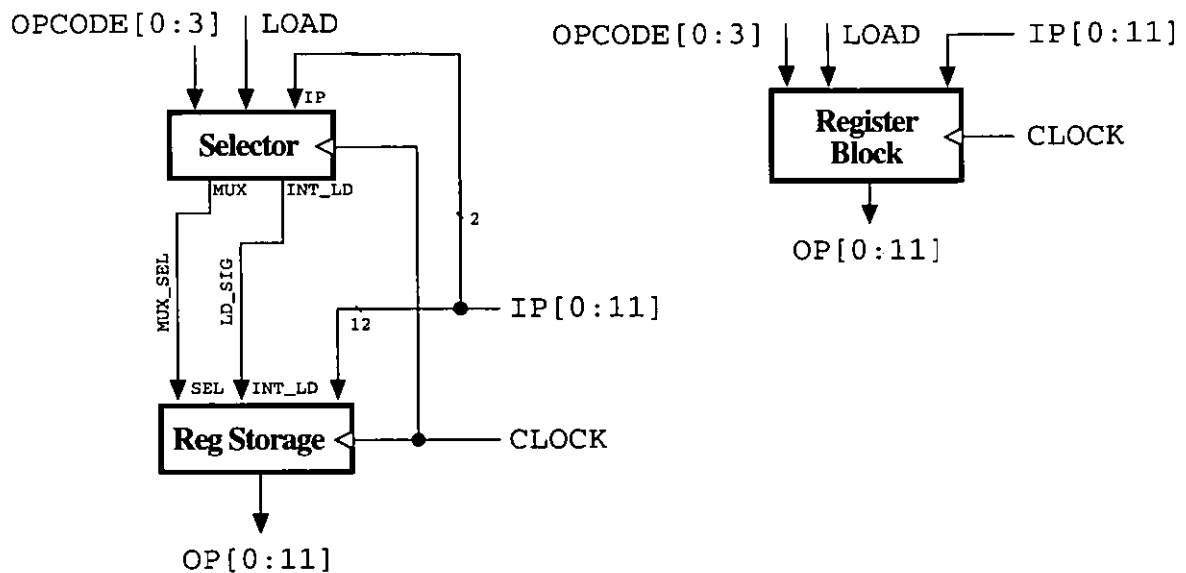 OPCODE[0:3] LOAD
IP
Selector
MUX INT_LD
2
MUX_SEL
LD_SIG
IP[0:11]
12
SEL INT_LD
Reg Storage
CLOCK
OP[0:11]
OPCODE[0:3] LOAD IP[0:11]
Register
Block
CLOCK
OP[0:11]